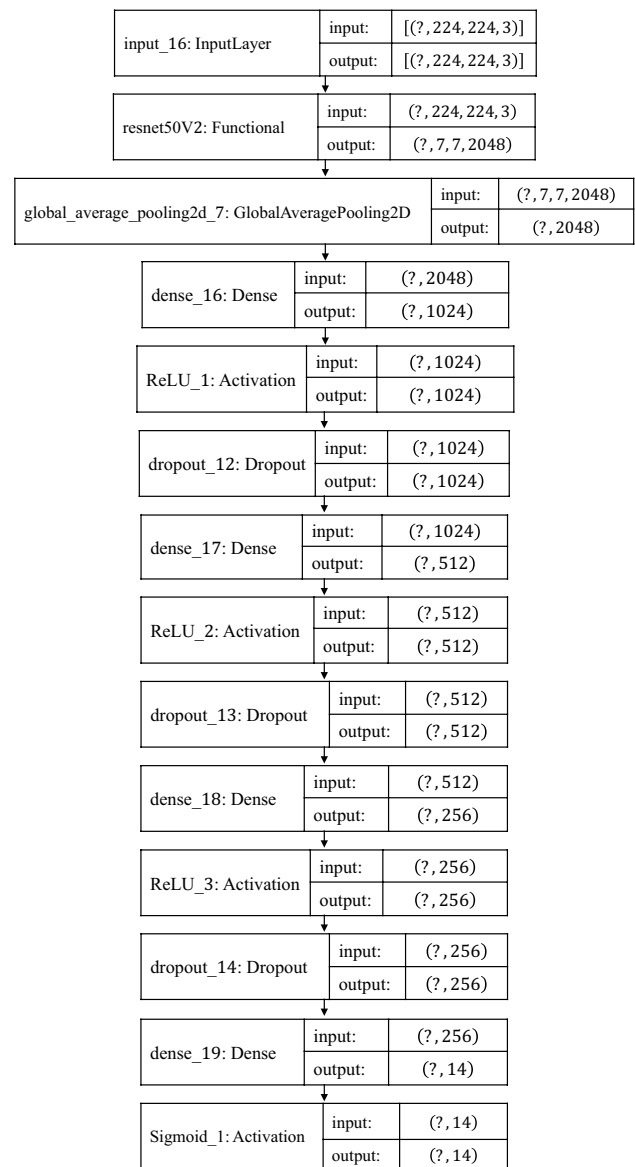 input_16: InputLayer
input: [(?,224,224,3)]
output: [(?,224,224,3)]
resnet50V2: Functional
input: (?,224,224,3)
output: (?,7,7,2048)
global_average_pooling2d_7: GlobalAveragePooling2D
input: (?,7,7,2048)
output: (?,2048)
dense_16: Dense
input: (?,2048)
output: (?,1024)
ReLU_1: Activation
input: (?,1024)
output: (?,1024)
dropout_12: Dropout
input: (?,1024)
output: (?,1024)
dense_17: Dense
input: (?,1024)
output: (?,512)
ReLU_2: Activation
input: (?,512)
output: (?,512)
dropout_13: Dropout
input: (?,512)
output: (?,512)
dense_18: Dense
input: (?,512)
output: (?,256)
ReLU_3: Activation
input: (?,256)
output: (?,256)
dropout_14: Dropout
input: (?,256)
output: (?,256)
dense_19: Dense
input: (?,256)
output: (?,14)
Sigmoid_1: Activation
input: (?,14)
output: (?,14)